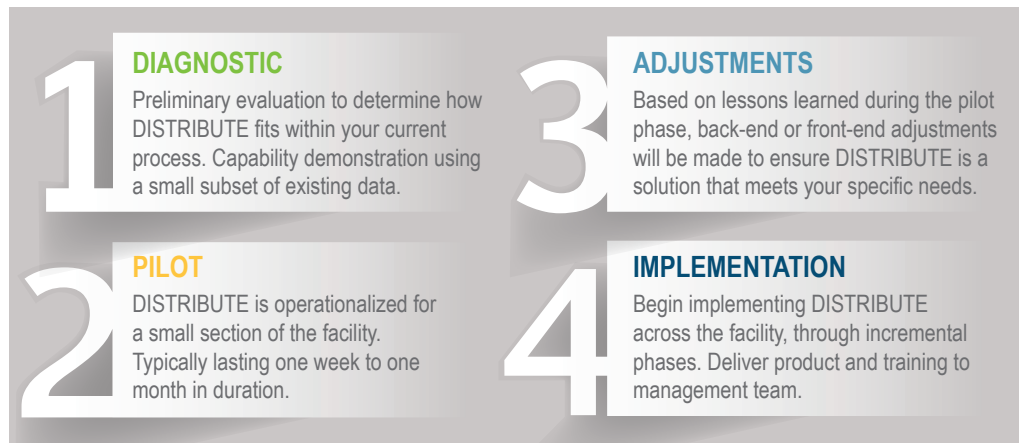 1
DIAGNOSTIC
Preliminary evaluation to determine how
DISTRIBUTE fits within your current
process. Capability demonstration using
a small subset of existing data.
2
PILOT
DISTRIBUTE is operationalized for
a small section of the facility.
Typically lasting one week to one
month in duration.
3
ADJUSTMENTS
Based on lessons learned during the pilot
phase, back-end or front-end adjustments
will be made to ensure DISTRIBUTE is a
solution that meets your specific needs.
4
IMPLEMENTATION
Begin implementing DISTRIBUTE
across the facility, through incremental
phases. Deliver product and training to
management team.